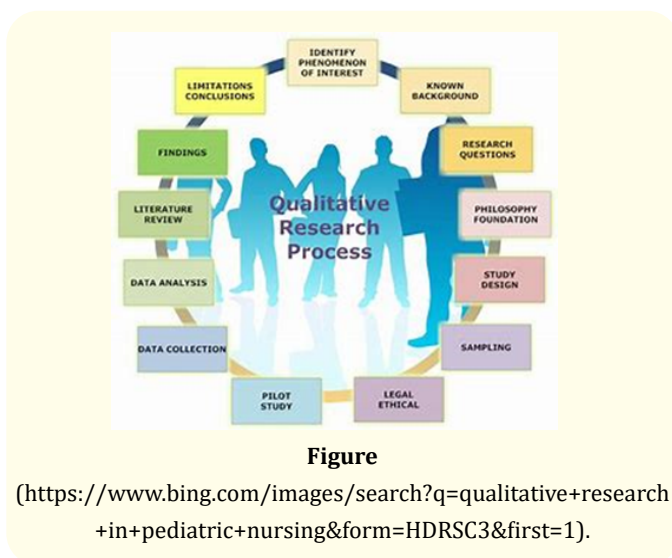 IDENTIFY
PHENOMENON
OF INTEREST
KNOWN
BACKGROUND
RESEARCH
QUESTIONS
PHILOSOPHY
FOUNDATION
STUDY
DESIGN
SAMPLING
LEGAL
ETHICAL
PILOT
STUDY
DATA COLLECTION
DATA ANALYSIS
LITERATURE
REVIEW
FINDINGS
LIMITATIONS
CONCLUSIONS
Qualitative
Research
Process
Figure
(https://www.bing.com/images/search?q=qualitative+research
+in+pediatric+nursing&form=HDRSC3&first=1).